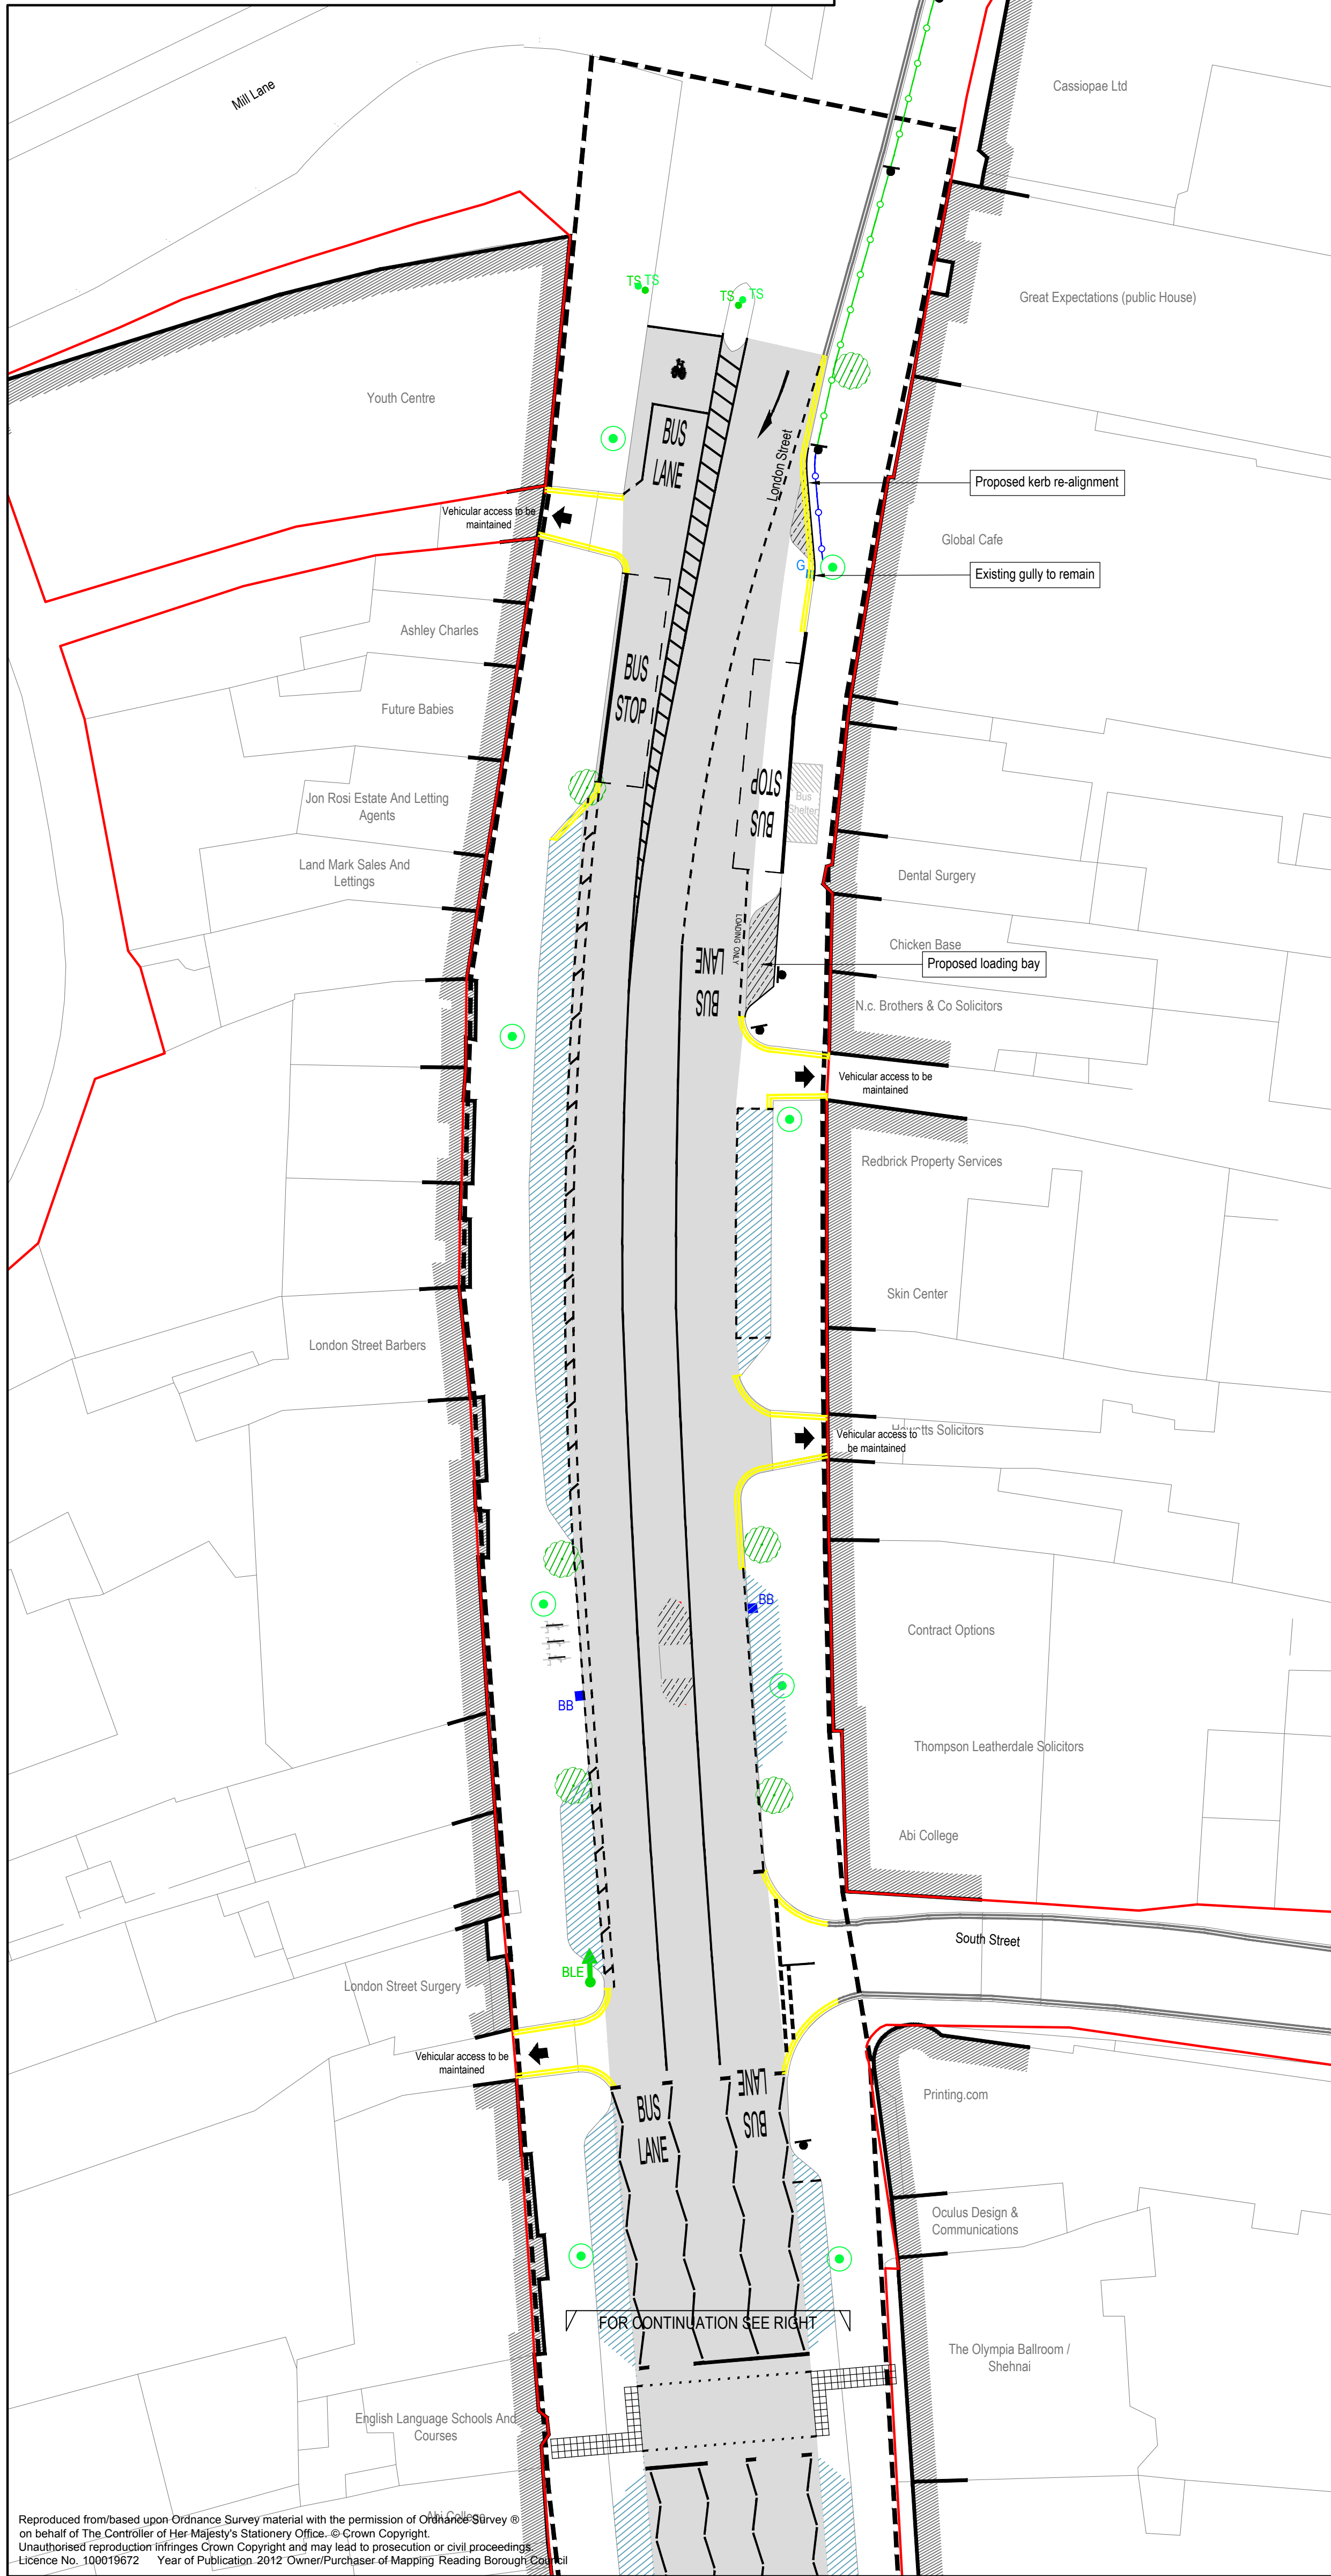 Mill Lane
Cassiopae Ltd
TS
TS
TS
TS
Great Expectations (public House)
Youth Centre
BUS
LANE
London Street
Proposed kerb re-alignment
Vehicular access to be
maintained
Global Cafe
G
Existing gully to remain
Ashley Charles
BUS
STOP
Future Babies
BUS
STOP
Bus
Shelter
Jon Rosi Estate And Letting
Agents
Land Mark Sales And
Lettings
Dental Surgery
LOADING ONLY
Chicken Base
Proposed loading bay
BUS
LANE
N.c. Brothers & Co Solicitors
Vehicular access to be
maintained
Redbrick Property Services
Skin Center
London Street Barbers
Solicitors
Vehicular access to
be maintained
BB
Contract Options
BB
Thompson Leatherdale Solicitors
Abi College
South Street
BLE
London Street Surgery
Vehicular access to be
maintained
BUS
LANE
BUS
LANE
Printing.com
Oculus Design &
Communications
FOR CONTINUATION SEE RIGHT
The Olympia Ballroom /
Shehnai
English Language Schools And
Courses
Abi College
Reproduced from/based upon Ordnance Survey material with the permission of Ordnance Survey ®
on behalf of The Controller of Her Majesty's Stationery Office. © Crown Copyright.
Unauthorised reproduction infringes Crown Copyright and may lead to prosecution or civil proceedings.
Licence No. 100019672 Year of Publication 2012 Owner/Purchaser of Mapping Reading Borough Council